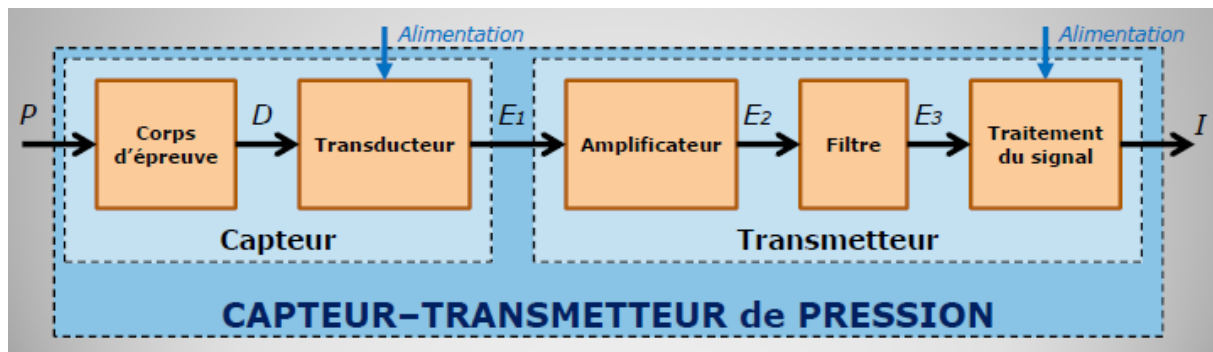 Alimentation
Alimentation
P
Corps
d'épreuve
D
Transducteur
E1
Amplificateur
E2
Filtre
E3
Traitement
du signal
I
Capteur
Transmetteur
CAPTEUR–TRANSMETTEUR de PRESSION